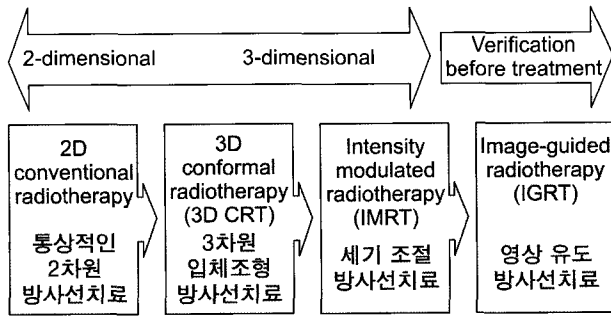 2-dimensional 3-dimensional
Verification
before treatment
2D
conventional
radiotherapy
통상적인
2차원
방사선치료
3D
conformal
radiotherapy
(3D CRT)
3차원
입체조형
방사선치료
Intensity
modulated
radiotherapy
(IMRT)
세기 조절
방사선치료
Image-guided
radiotherapy
(IGRT)
영상 유도
방사선치료